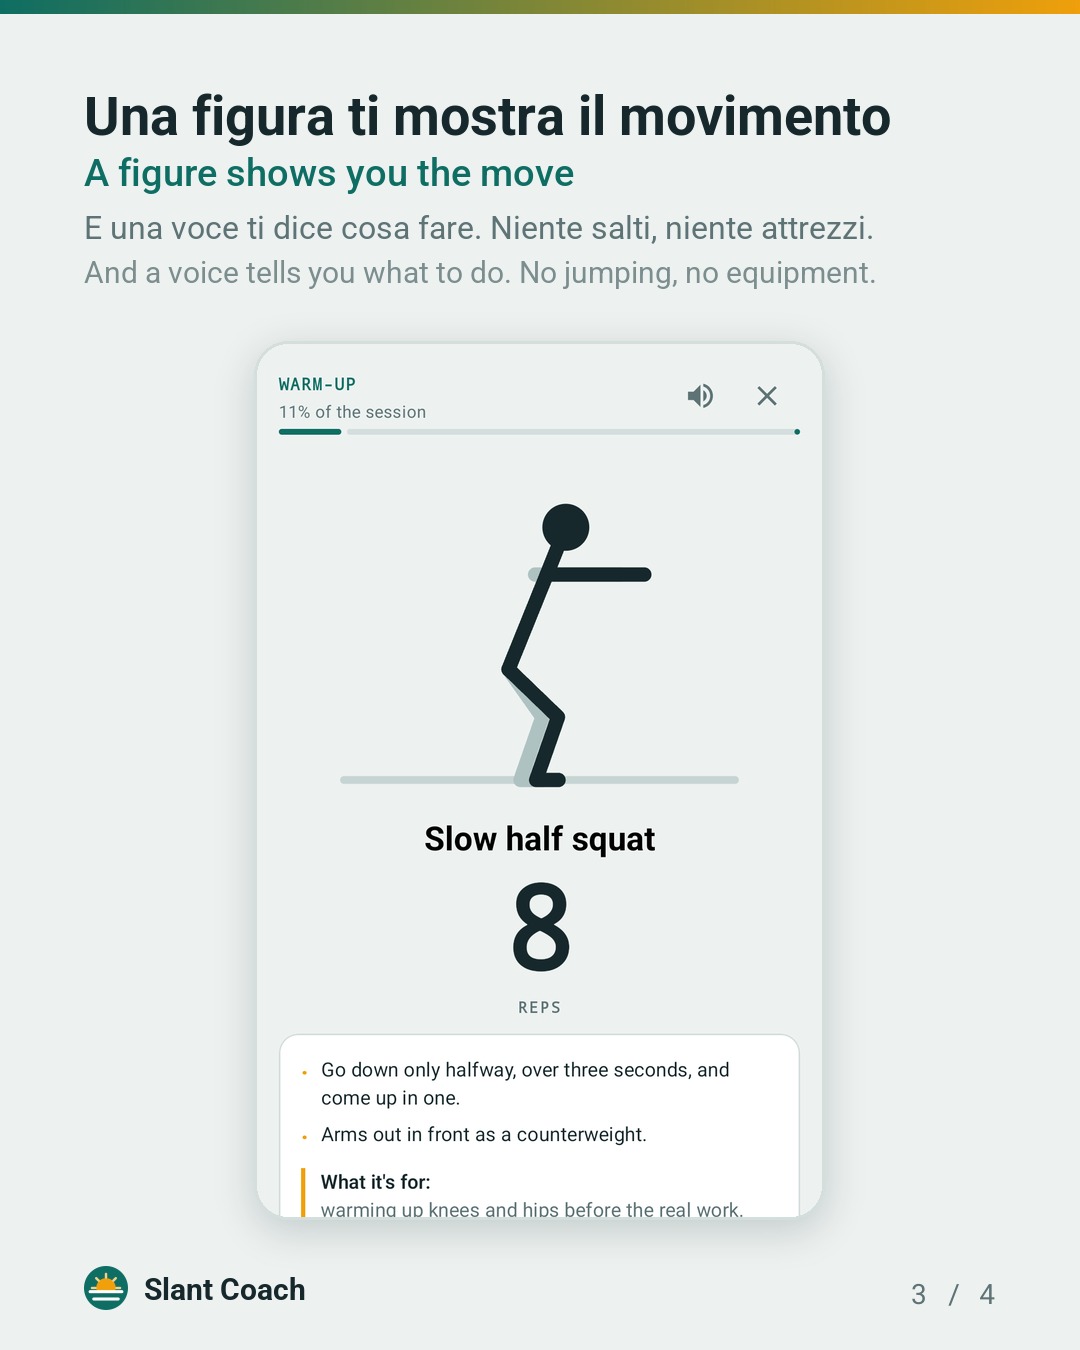 Una figura ti mostra il movimento
A figure shows you the move
E una voce ti dice cosa fare. Niente salti, niente attrezzi.
And a voice tells you what to do. No jumping, no equipment.
WARM-UP
11% of the session
Slow half squat
8
REPS
• Go down only halfway, over three seconds, and
come up in one.
• Arms out in front as a counterweight.
What it's for:
warming up knees and hips before the real work.
Slant Coach
3 / 4